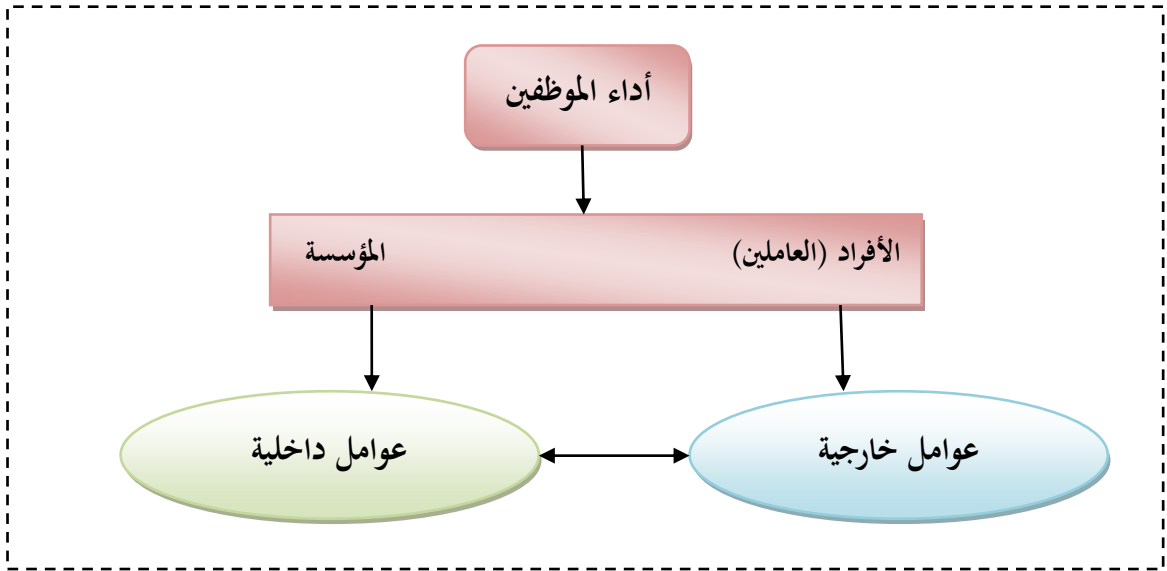 أداء الموظفين
الأفراد (العاملين) المؤسسة
عوامل خارجية
عوامل داخلية